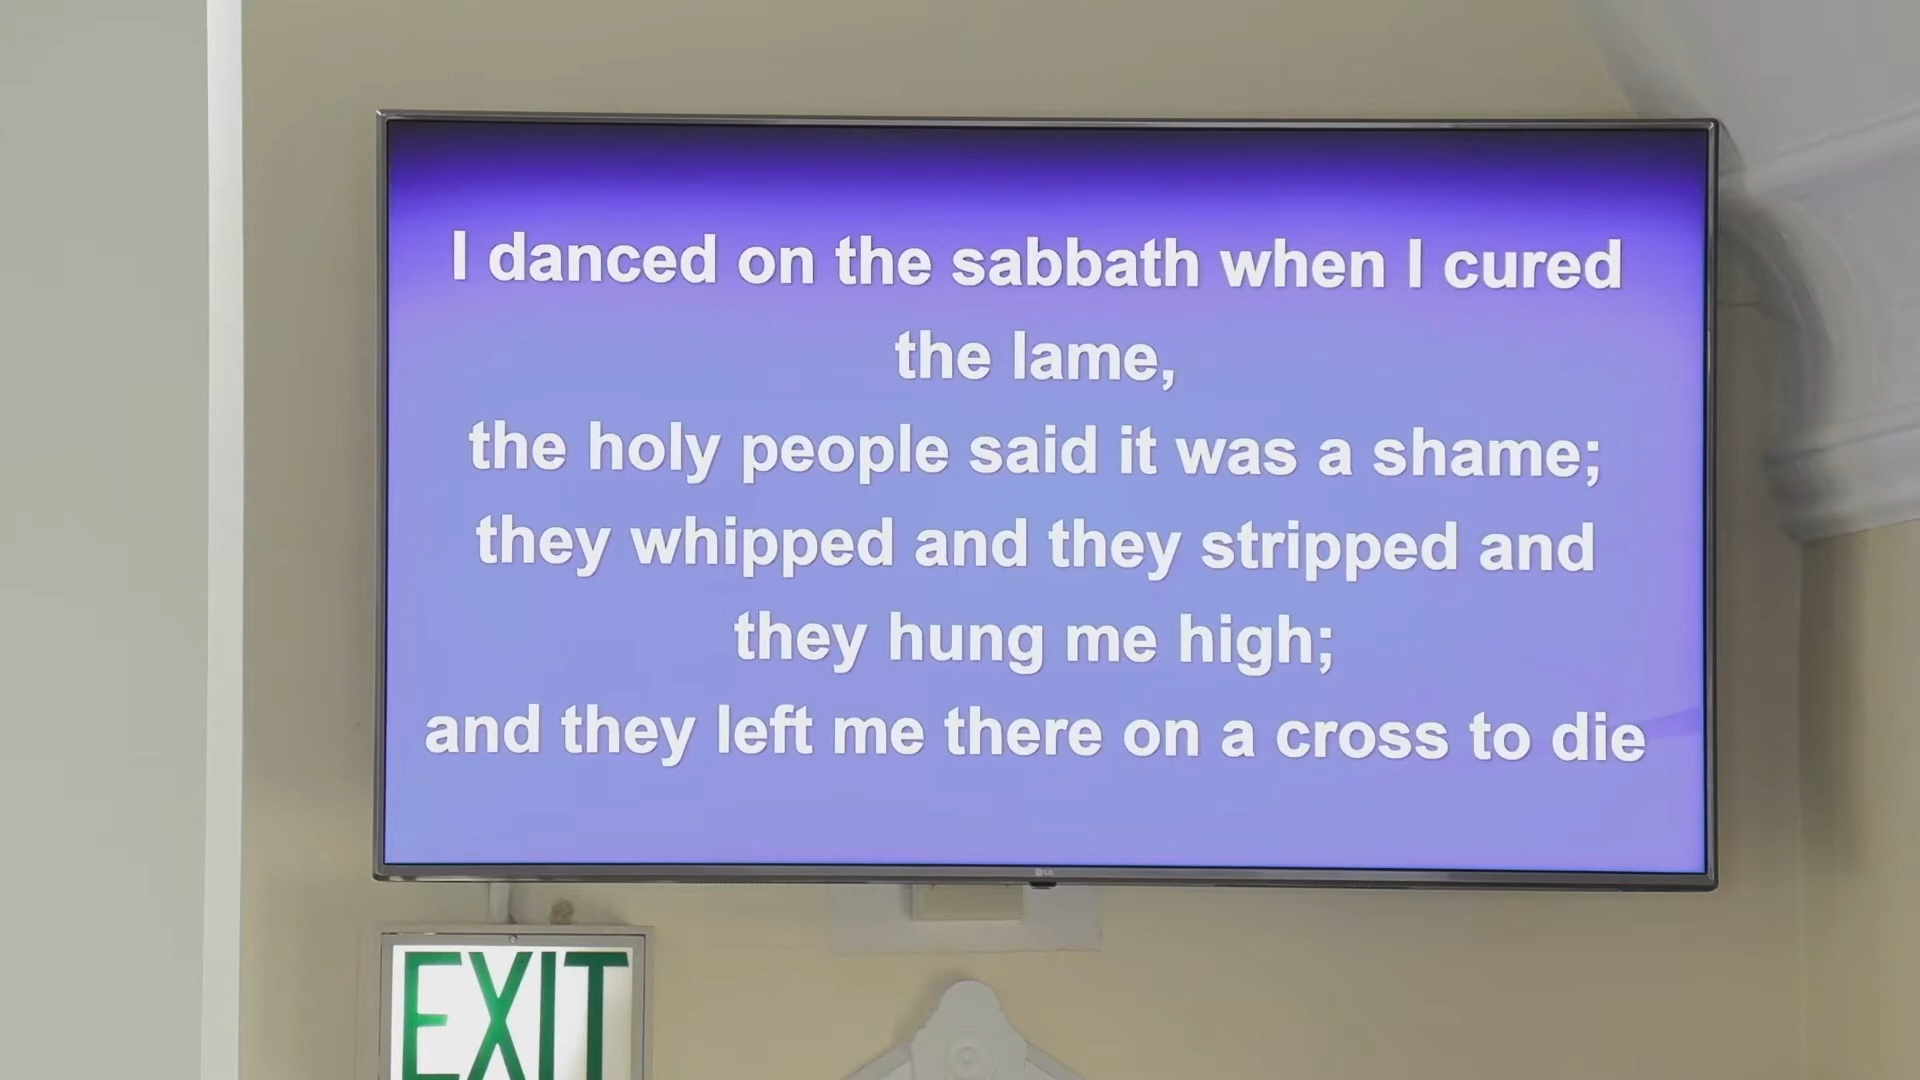 I danced on the sabbath when I cured
the lame,
the holy people said it was a shame;
they whipped and they stripped and
they hung me high;
and they left me there on a cross to die
LG
EXIT